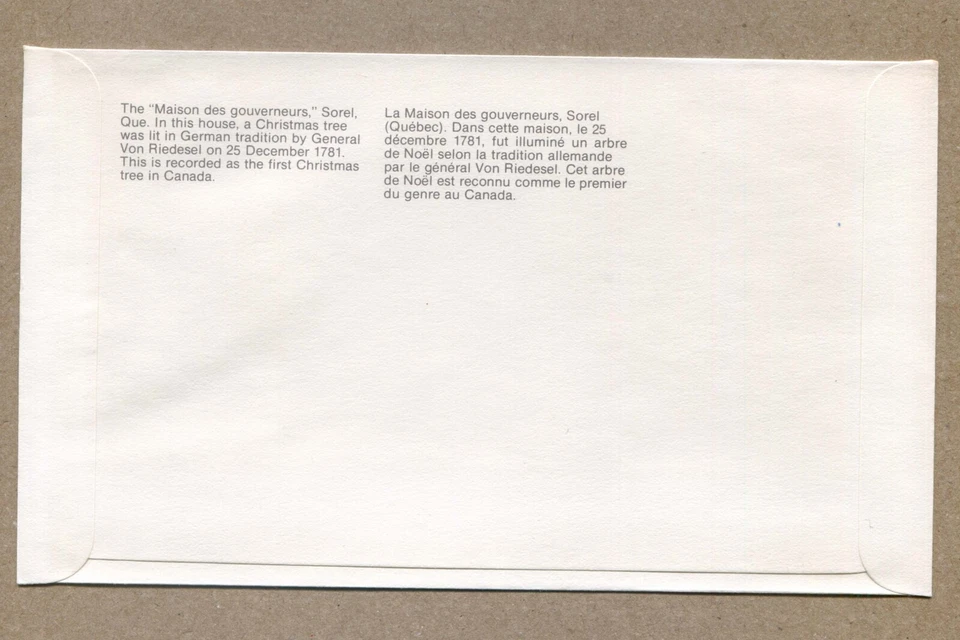 The "Maison des gouverneurs," Sorel,
Que. In this house, a Christmas tree
was lit in German tradition by General
Von Riedesel on 25 December 1781.
This is recorded as the first Christmas
tree in Canada.
La Maison des gouverneurs, Sorel
(Québec). Dans cette maison, le 25
décembre 1781, fut illuminé un arbre
de Noël selon la tradition allemande
par le général Von Riedesel. Cet arbre
de Noël est reconnu comme le premier
du genre au Canada.